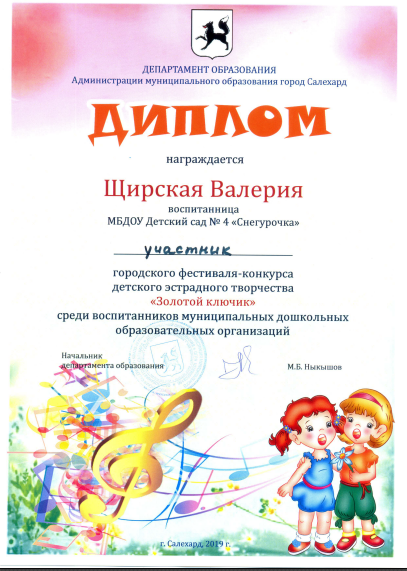 ДЕПАРТАМЕНТ ОБРАЗОВАНИЯ
Администрации муниципального образования город Салехард
ДИПЛОМ
награждается
Щирская Валерия
воспитанница
МБДОУ Детский сад № 4 «Снегурочка»
участник
городского фестиваля-конкурса
детского эстрадного творчества
«Золотой ключик»
среди воспитанников муниципальных дошкольных
образовательных организаций
Начальник
департамента образования
М.Б. Ныкышов
г. Салехард, 2019 г.